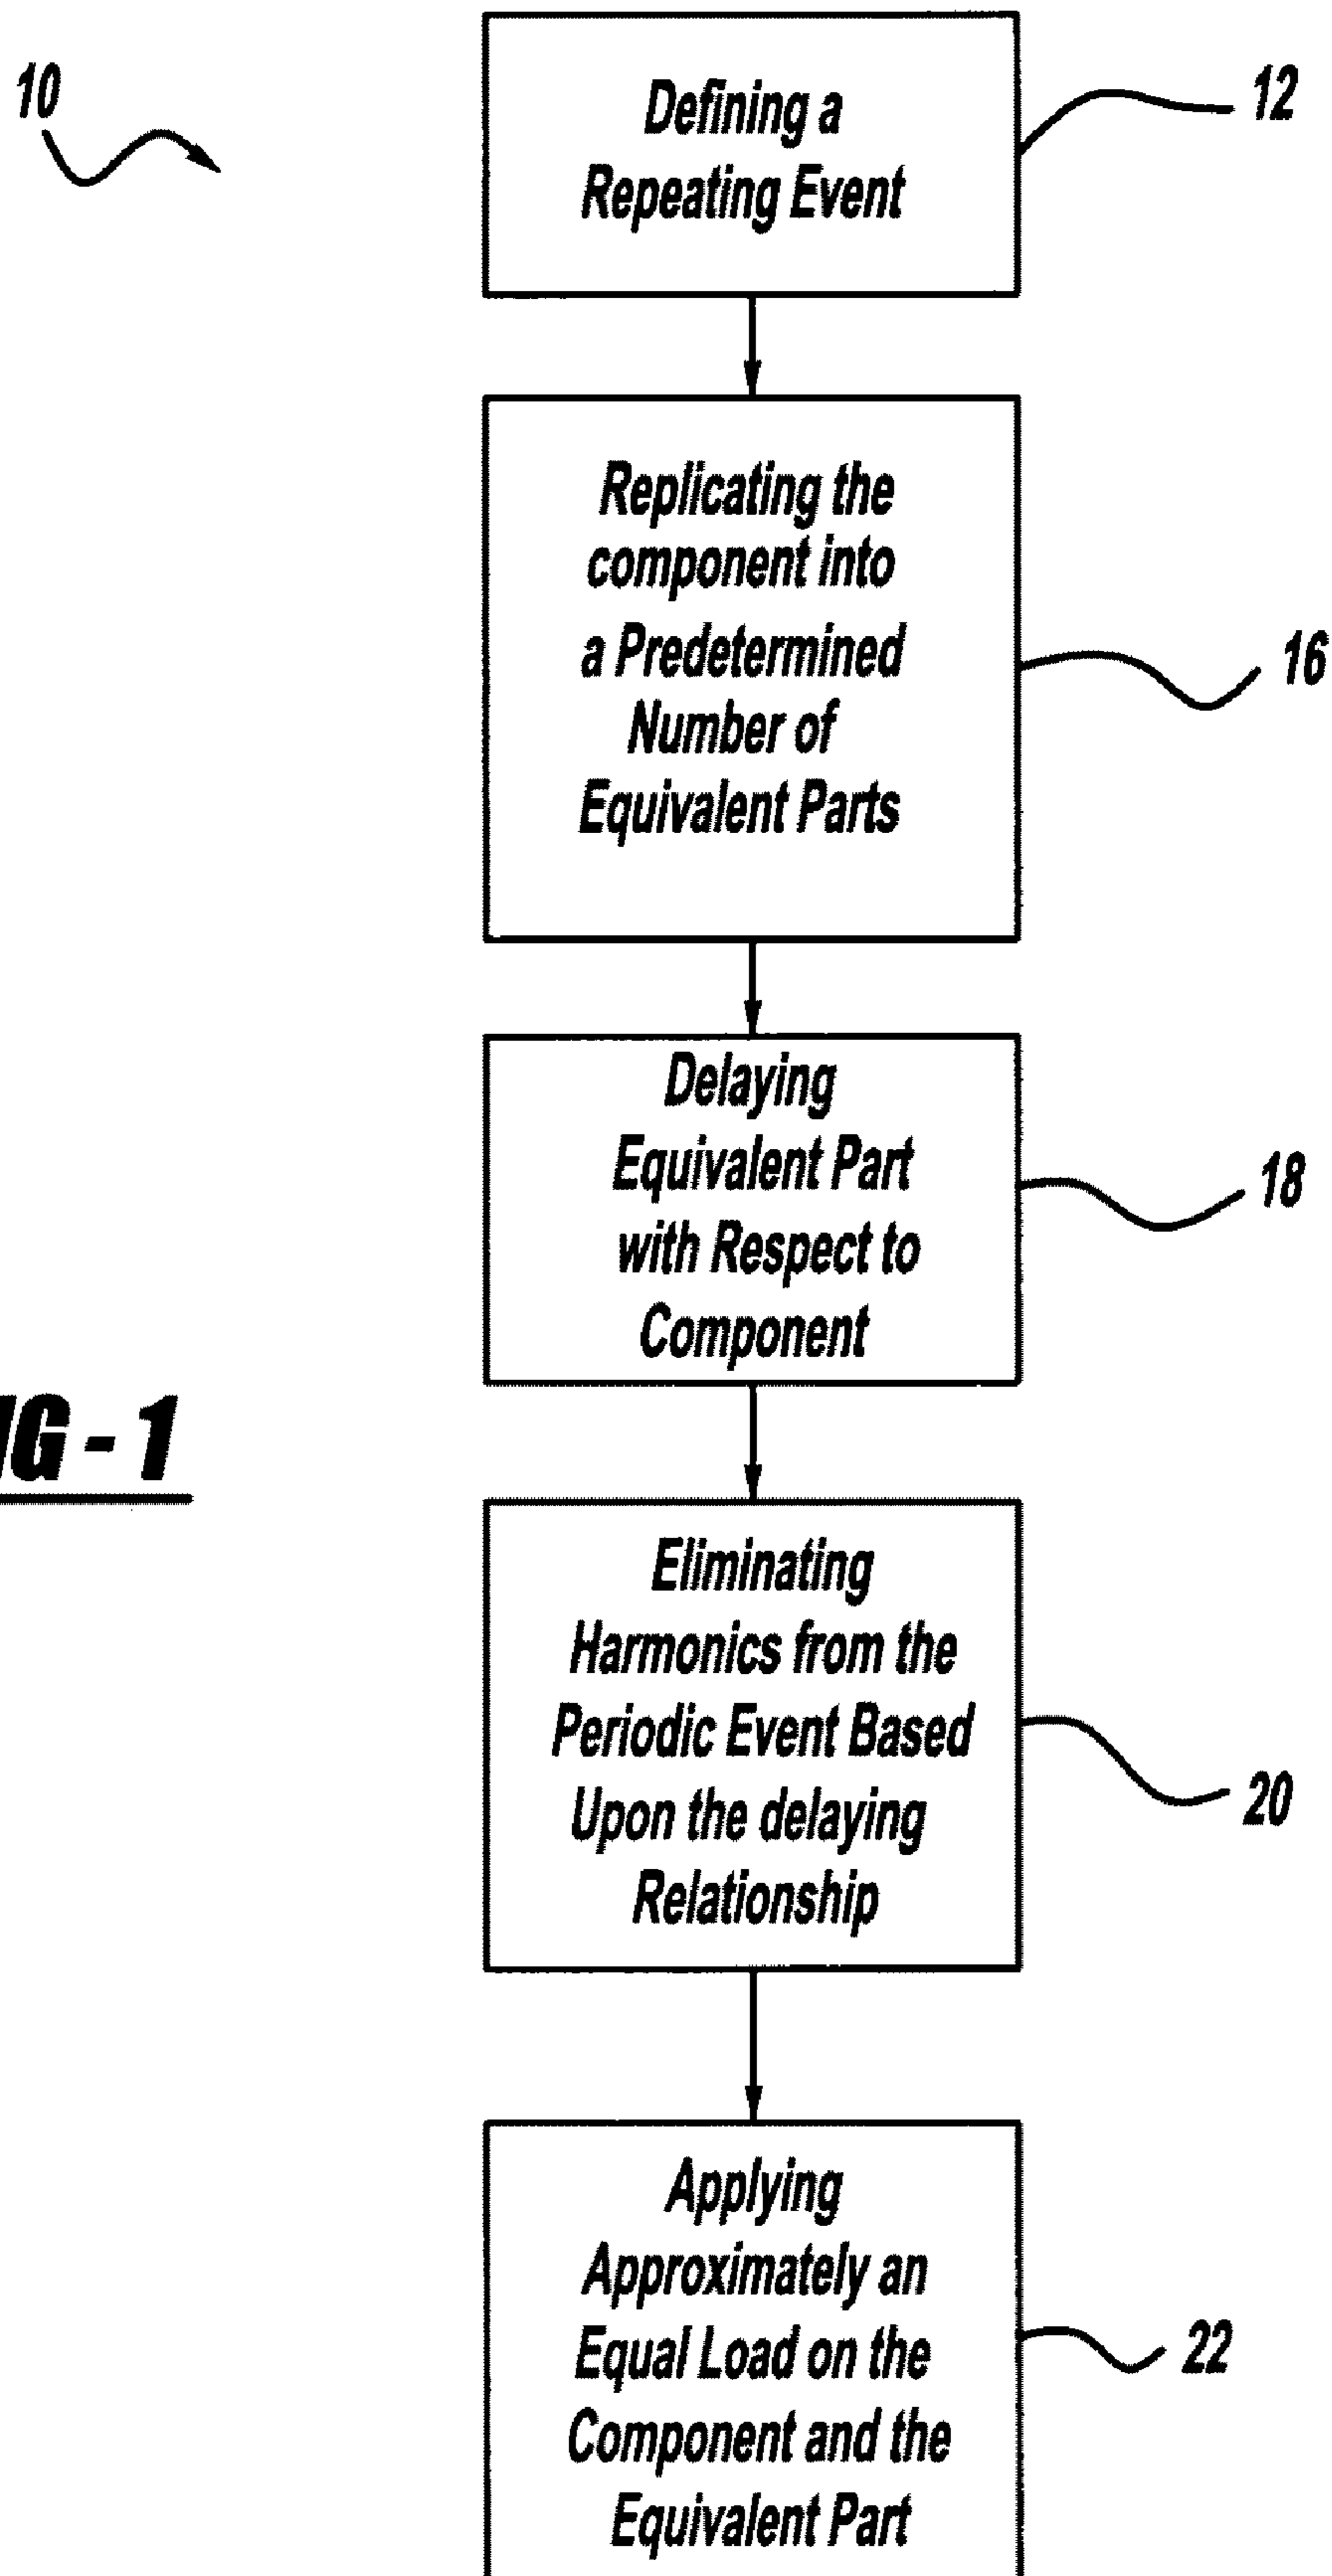 10
Defining a
Repeating Event
12
Replicating the
component into
a Predetermined
Number of
Equivalent Parts
16
Delaying
Equivalent Part
with Respect to
Component
18
IG - 1
Eliminating
Harmonics from the
Periodic Event Based
Upon the delaying
Relationship
20
Applying
Approximately an
Equal Load on the
Component and the
Equivalent Part
22